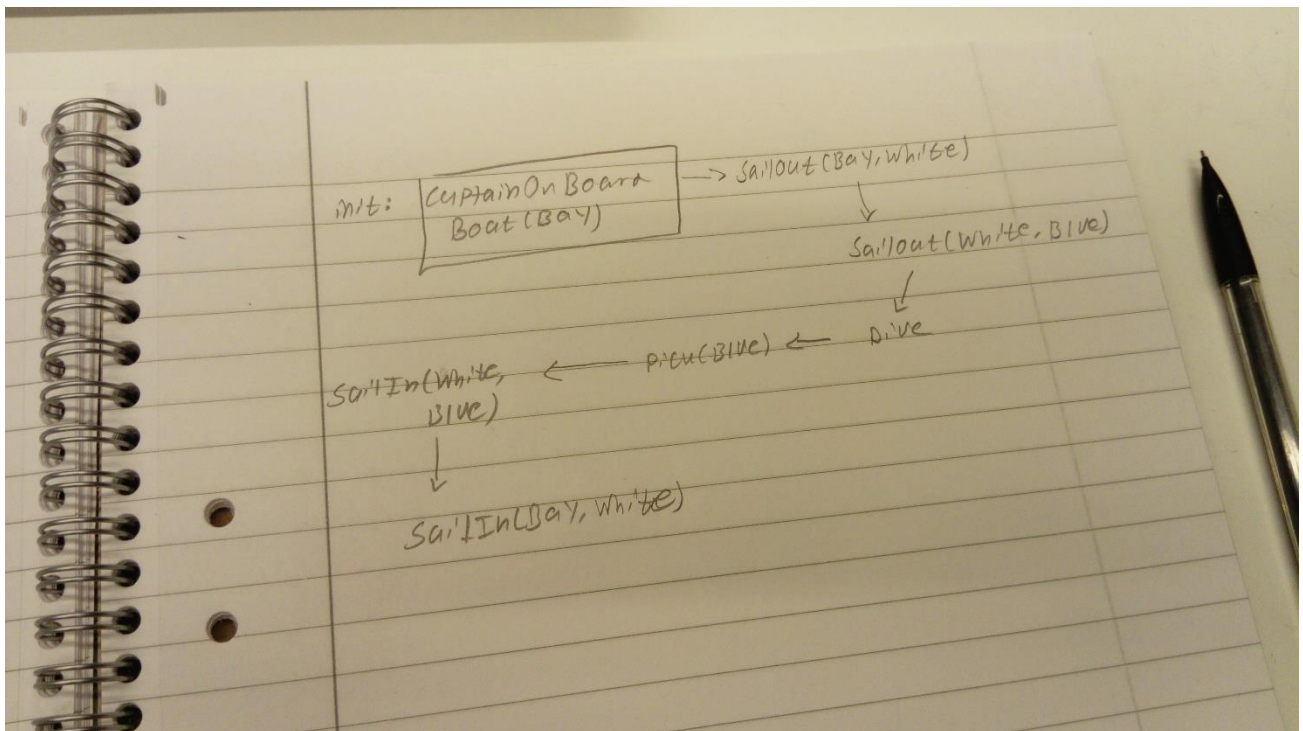 init: CaptainOnBoard → SailOut(Bay, White)
Boat(Bay)
Sailout(White, Blue)
Dive
Pick(Blue)
SailIn(White,
Blue)
SailIn(Bay, White)